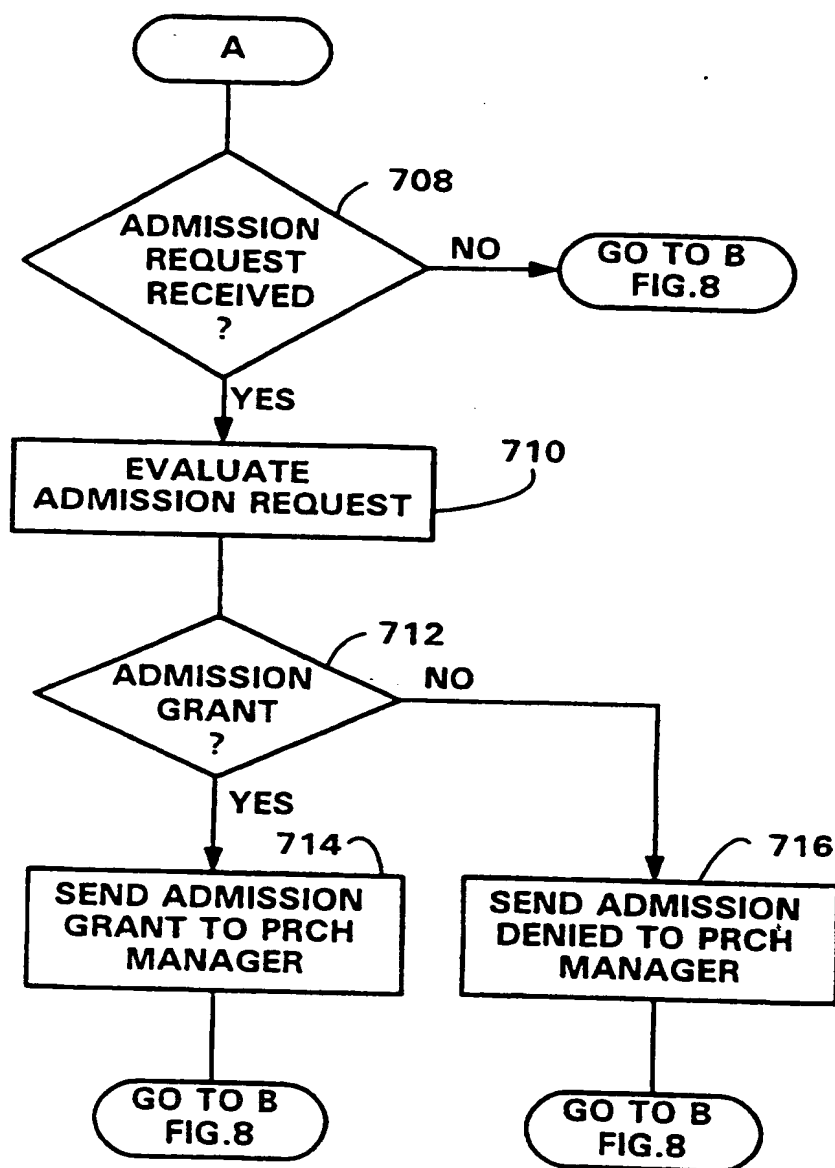 A
708
ADMISSION
REQUEST
RECEIVED
?
NO
GO TO B
FIG.8
YES
EVALUATE
ADMISSION REQUEST
710
712
ADMISSION
GRANT
?
NO
YES
714
SEND ADMISSION
GRANT TO PRCH
MANAGER
716
SEND ADMISSION
DENIED TO PRCH
MANAGER
GO TO B
FIG.8
GO TO B
FIG.8